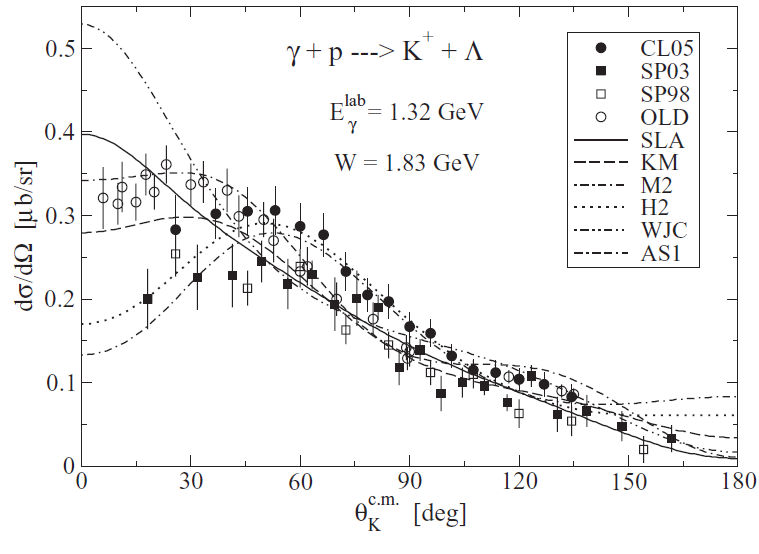 0.5
0.4
0.3
0.2
0.1
0
dσ/dΩ [μb/sr]
γ + p ---> K⁺ + Λ
E_γ^lab = 1.32 GeV
W = 1.83 GeV
CL05
SP03
SP98
OLD
SLA
KM
M2
H2
WJC
AS1
0 30 60 90 120 150 180
θ_K^c.m. [deg]